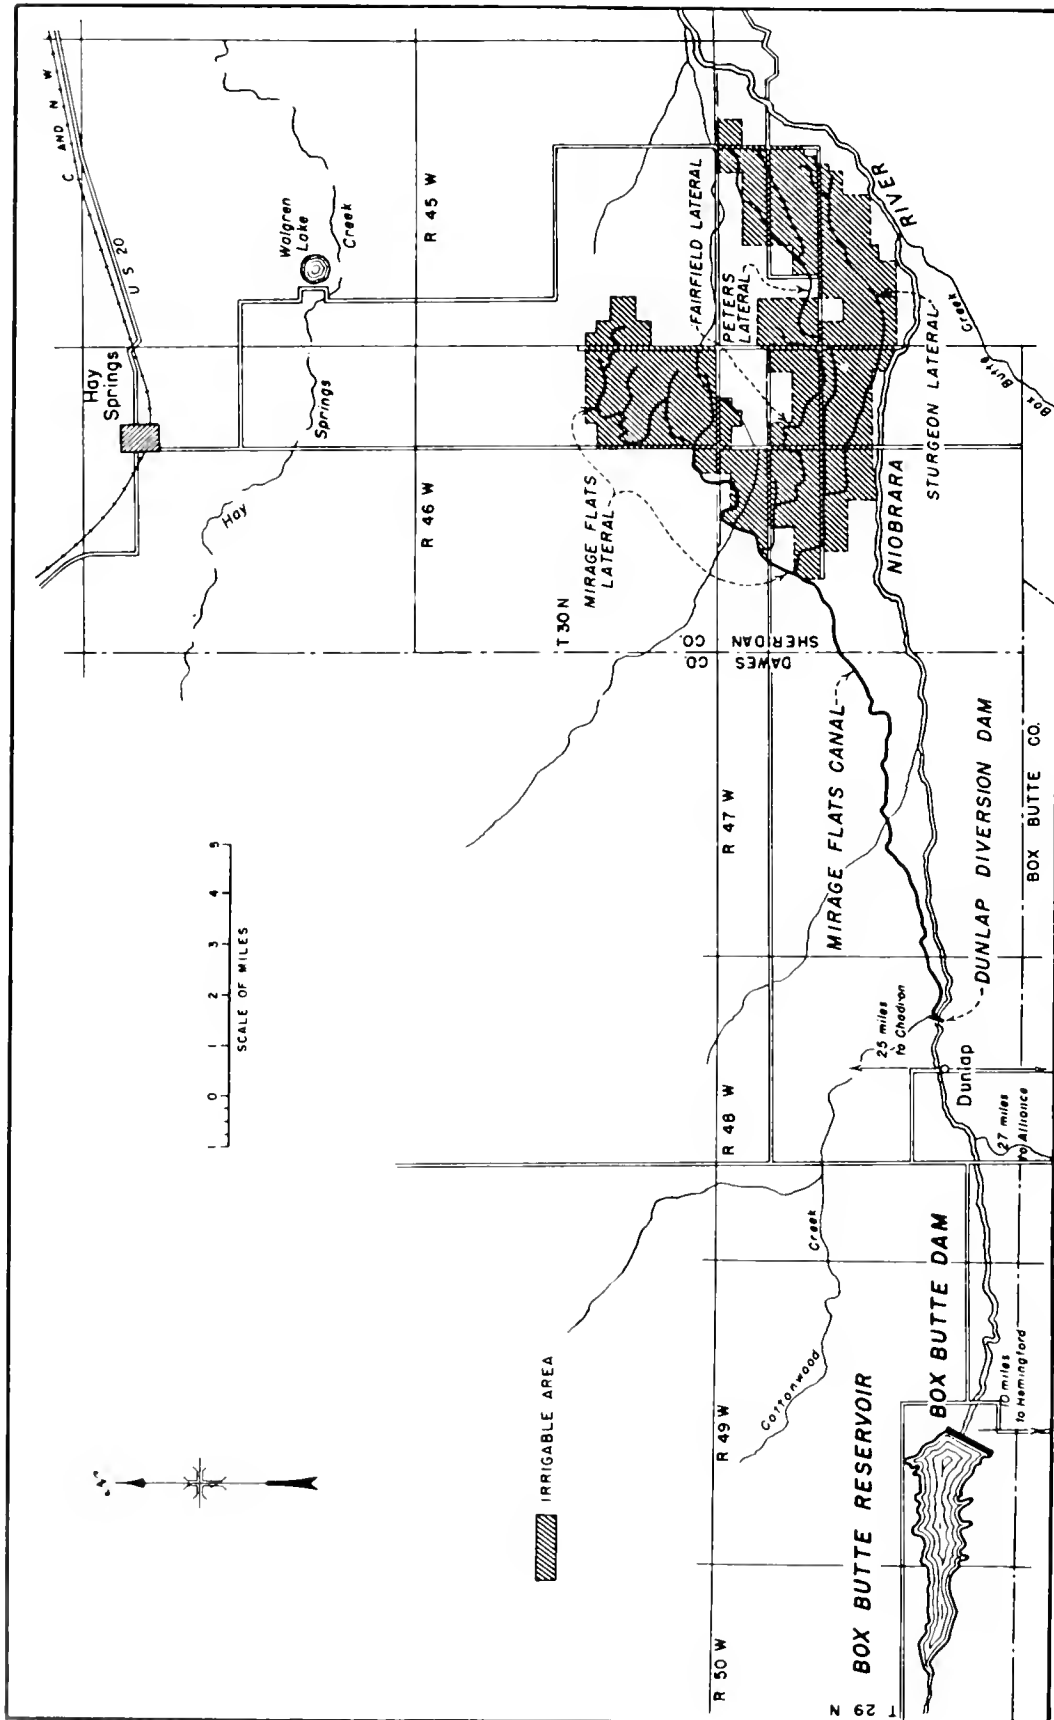 C AND N W
U S 20
Hay
Springs
Walgren
Lake
Creek
Springs
Hay
R 45 W
R 46 W
T 30 N
MIRAGE FLATS
LATERAL
FAIRFIELD LATERAL
PETERS
LATERAL
STURGEON LATERAL
NIOBRARA
RIVER
Box
Butte
Creek
DAWES CO.
SHERIDAN CO.
MIRAGE FLATS CANAL
R 47 W
DUNLAP DIVERSION DAM
BOX BUTTE CO.
1 0 1 2 3 4 5
SCALE OF MILES
25 miles
to Chadron
Dunlap
27 miles
to Alliance
R 48 W
Cottonwood
Creek
IRRIGABLE AREA
R 49 W
BOX BUTTE DAM
BOX BUTTE RESERVOIR
10 miles
to Hemingford
R 50 W
T 29 N